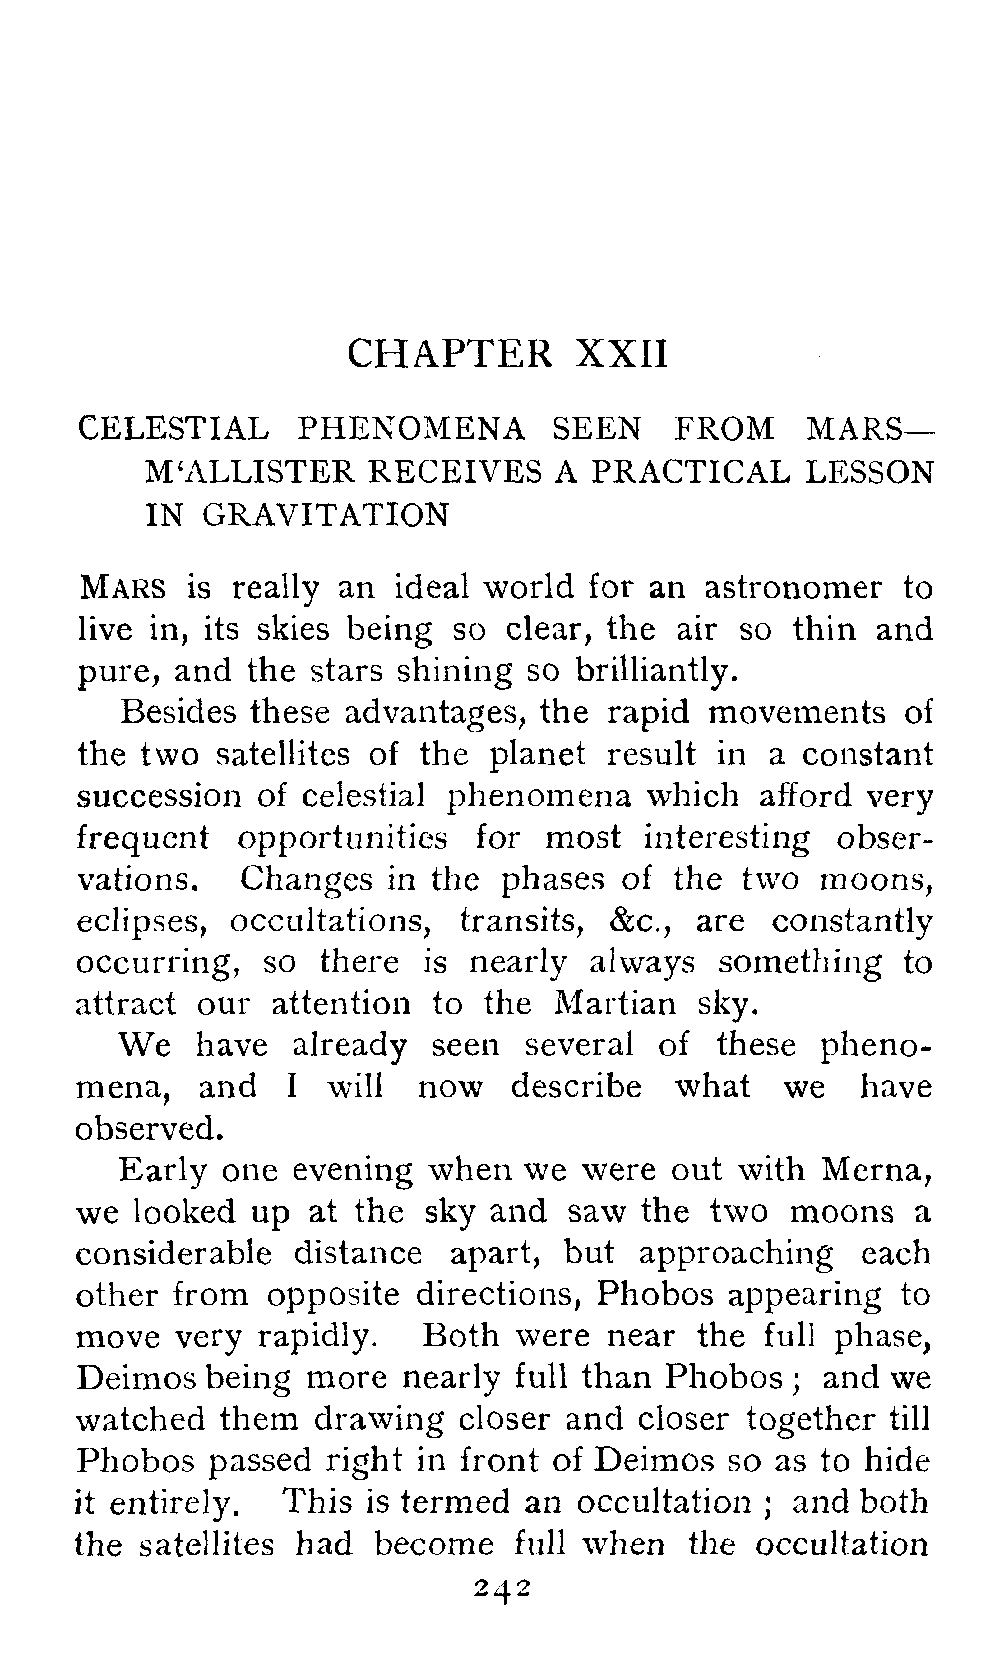 CHAPTER XXII
CELESTIAL PHENOMENA SEEN FROM MARS—
M‘ALLISTER RECEIVES A PRACTICAL LESSON
IN GRAVITATION
MARS is really an ideal world for an astronomer to
live in, its skies being so clear, the air so thin and
pure, and the stars shining so brilliantly.
Besides these advantages, the rapid movements of
the two satellites of the planet result in a constant
succession of celestial phenomena which afford very
frequent opportunities for most interesting obser-
vations. Changes in the phases of the two moons,
eclipses, occultations, transits, &c., are constantly
occurring, so there is nearly always something to
attract our attention to the Martian sky.
We have already seen several of these pheno-
mena, and I will now describe what we have
observed.
Early one evening when we were out with Merna,
we looked up at the sky and saw the two moons a
considerable distance apart, but approaching each
other from opposite directions, Phobos appearing to
move very rapidly. Both were near the full phase,
Deimos being more nearly full than Phobos; and we
watched them drawing closer and closer together till
Phobos passed right in front of Deimos so as to hide
it entirely. This is termed an occultation; and both
the satellites had become full when the occultation
242